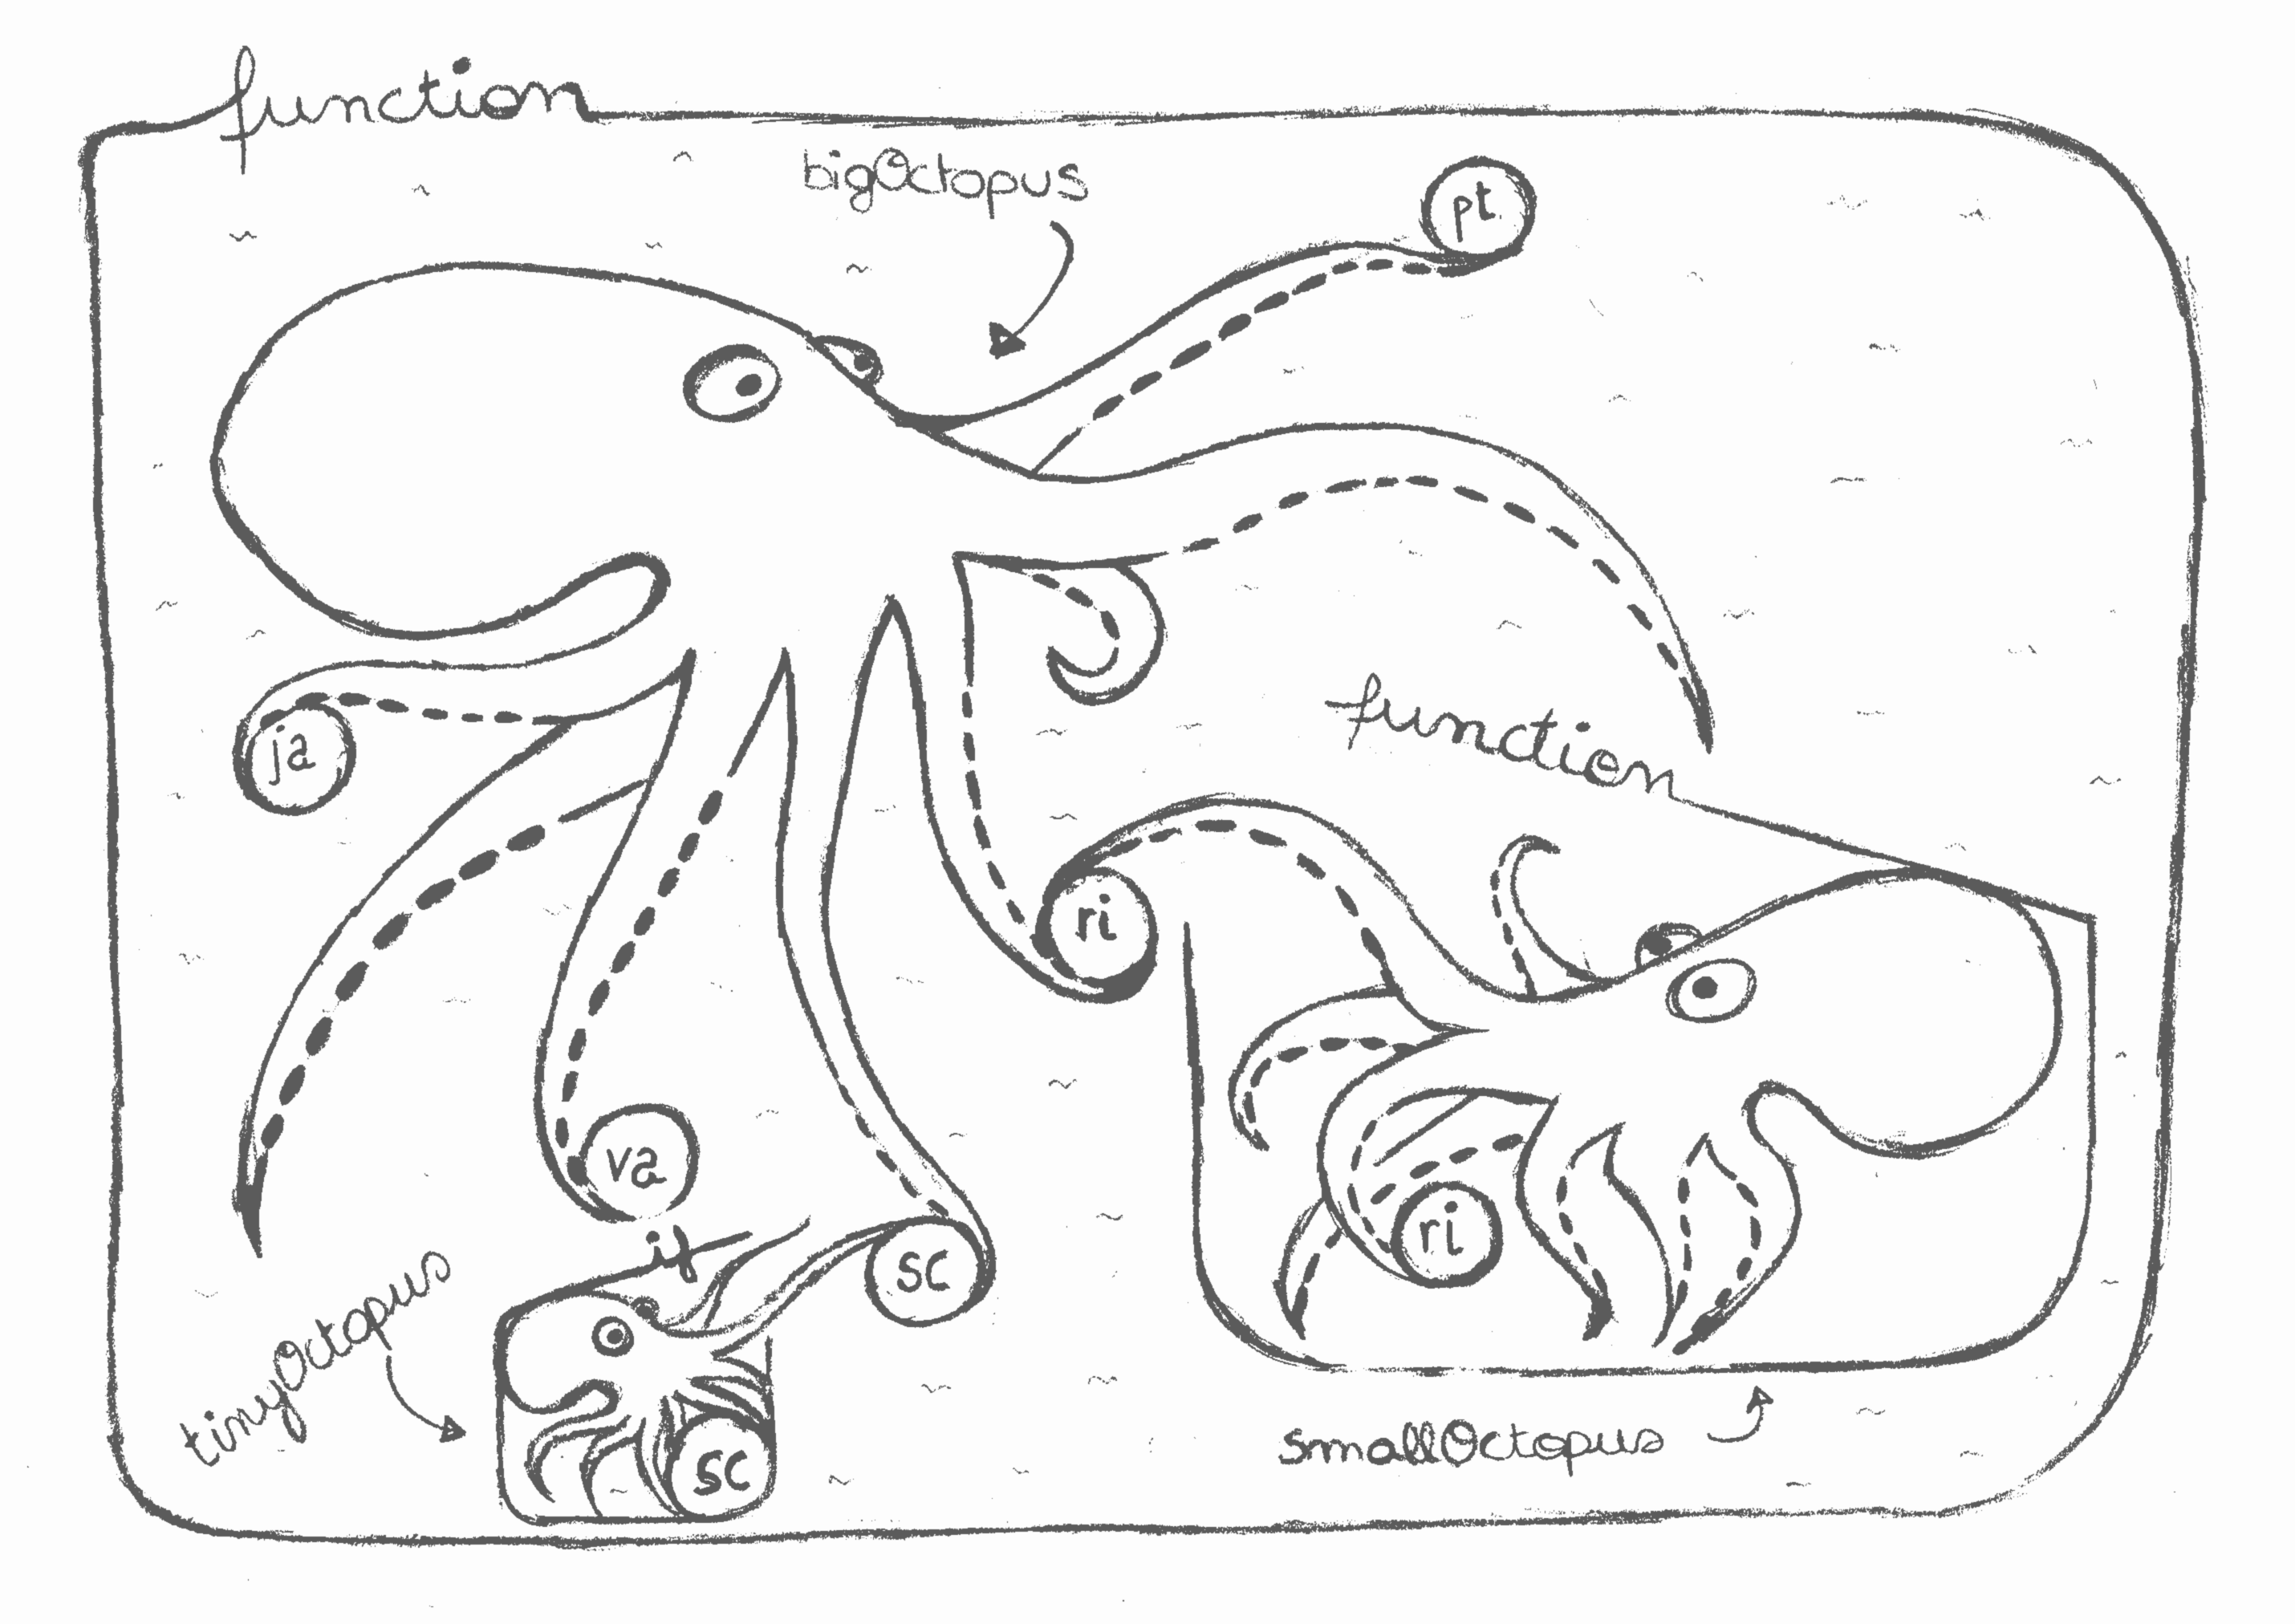 function
bigOctopus
pt
ja
function
ri
va
if
sc
ri
tinyOctopus
sc
smallOctopus